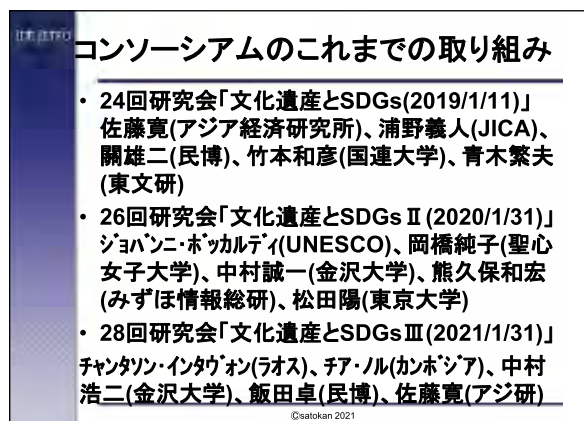 コンソーシアムのこれまでの取り組み
• 24回研究会「文化遺産とSDGs(2019/1/11)」
佐藤寛(アジア経済研究所)、浦野義人(JICA)、
關雄二(民博)、竹本和彦(国連大学)、青木繁夫
(東文研)
• 26回研究会「文化遺産とSDGsⅡ(2020/1/31)」
ｼﾞｮﾊﾞﾝﾆ・ﾎﾞｯｶﾙﾃﾞｨ(UNESCO)、岡橋純子(聖心
女子大学)、中村誠一(金沢大学)、熊久保和宏
(みずほ情報総研)、松田陽(東京大学)
• 28回研究会「文化遺産とSDGsⅢ(2021/1/31)」
ﾁｬﾝﾀｿﾝ・ｲﾝﾀｳﾞｫﾝ(ﾗｵｽ)、ﾁｱ・ﾉﾙ(ｶﾝﾎﾞｼﾞｱ)、中村
浩二(金沢大学)、飯田卓(民博)、佐藤寛(アジ研)
©satokan 2021